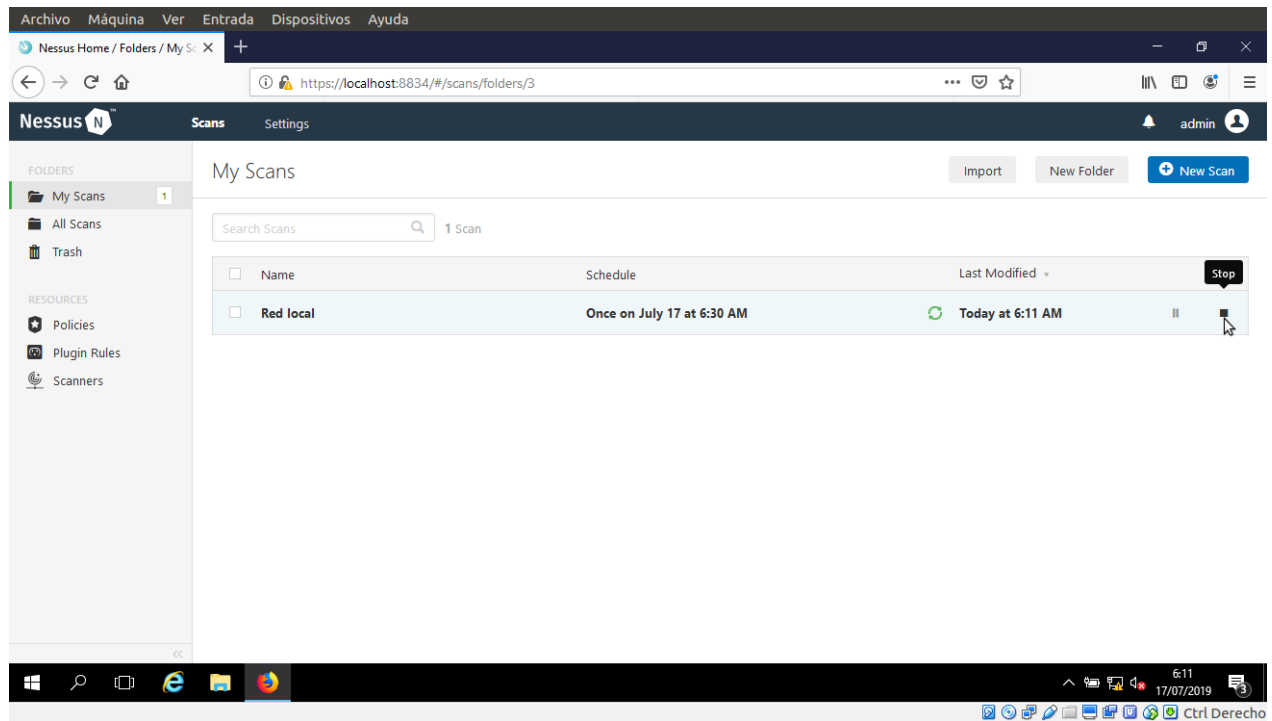 Archivo Máquina Ver Entrada Dispositivos Ayuda
Nessus Home / Folders / My Sc
https://localhost:8834/#/scans/folders/3
Nessus N ™
Scans Settings
admin
FOLDERS
My Scans 1
All Scans
Trash
RESOURCES
Policies
Plugin Rules
Scanners
My Scans
Import New Folder New Scan
Search Scans 1 Scan
Name Schedule Last Modified Stop
Red local Once on July 17 at 6:30 AM Today at 6:11 AM
6:11
17/07/2019
3
Ctrl Derecho